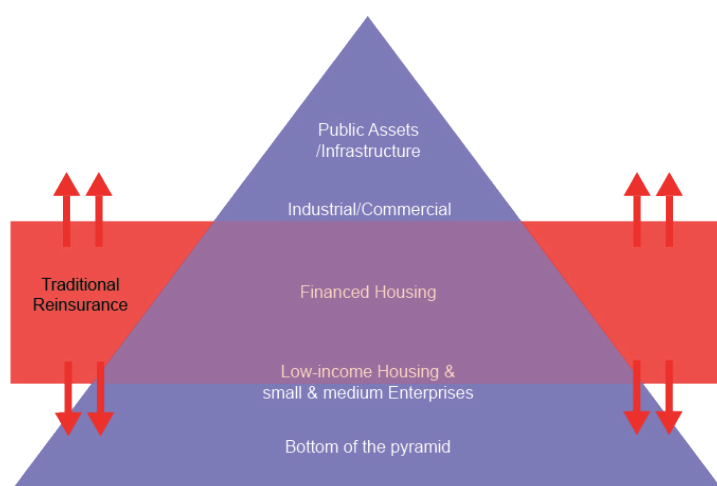 Public Assets
/Infrastructure
Industrial/Commercial
Traditional
Reinsurance
Financed Housing
Low-income Housing &
small & medium Enterprises
Bottom of the pyramid